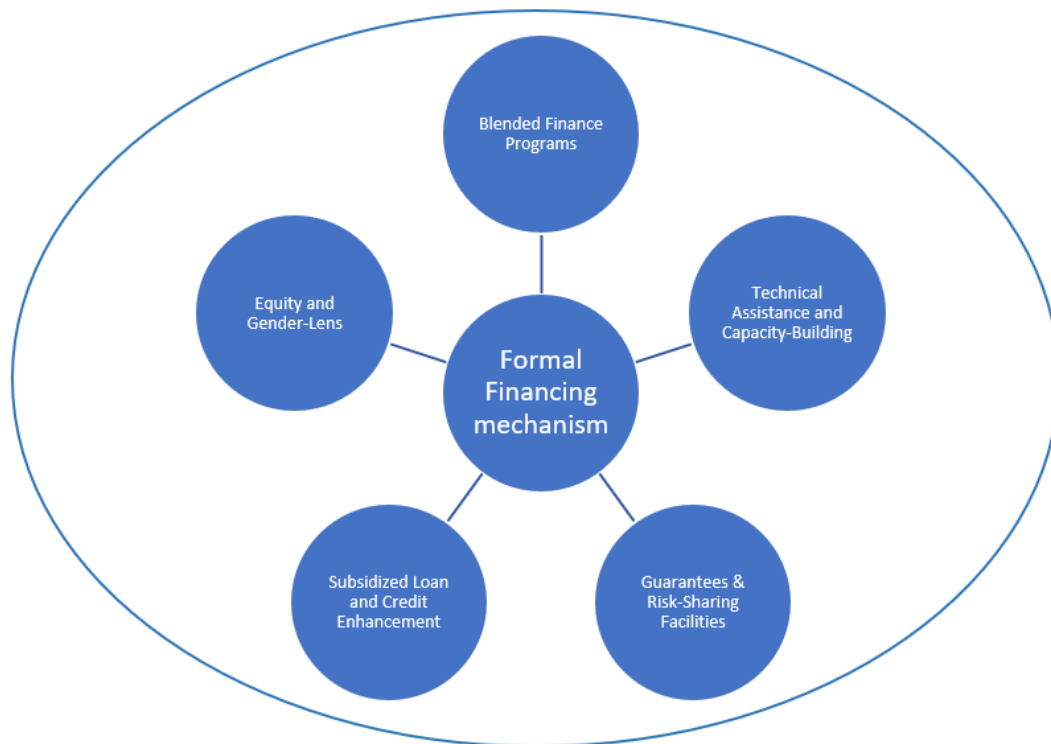 Blended Finance
Programs
Equity and
Gender-Lens
Technical
Assistance and
Capacity-Building
Formal
Financing
mechanism
Subsidized Loan
and Credit
Enhancement
Guarantees &
Risk-Sharing
Facilities